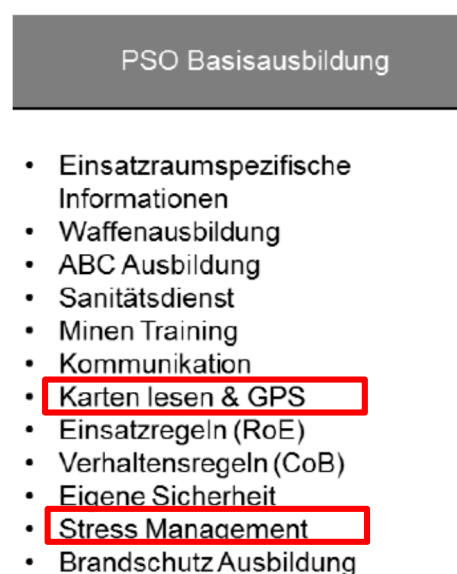 PSO Basisausbildung
• Einsatzraumspezifische
Informationen
• Waffenausbildung
• ABC Ausbildung
• Sanitätsdienst
• Minen Training
• Kommunikation
• Karten lesen & GPS
• Einsatzregeln (RoE)
• Verhaltensregeln (CoB)
• Eigene Sicherheit
• Stress Management
• Brandschutz Ausbildung